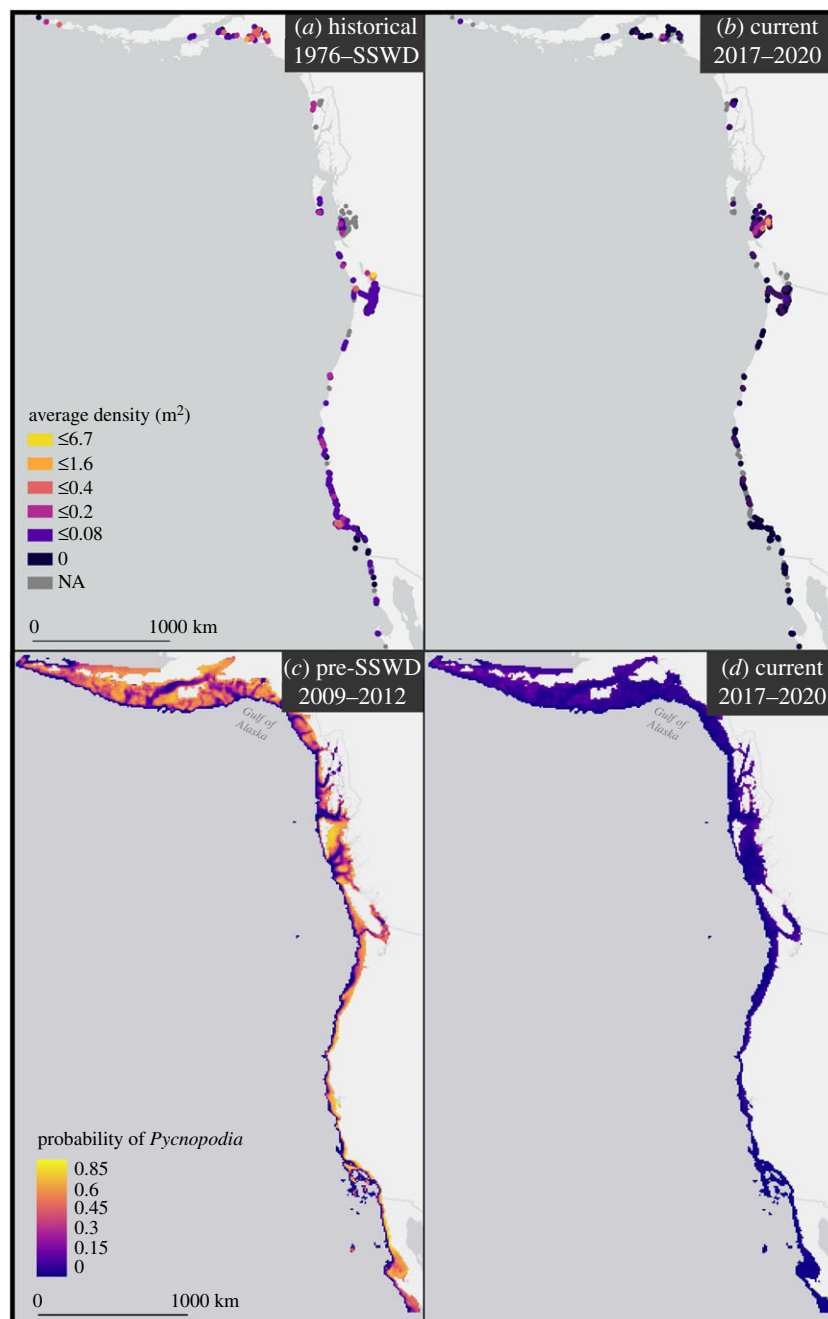 (a) historical
1976–SSWD
(b) current
2017–2020
average density (m²)
≤6.7
≤1.6
≤0.4
≤0.2
≤0.08
0
NA
0 1000 km
(c) pre-SSWD
2009–2012
(d) current
2017–2020
Gulf of
Alaska
Gulf of
Alaska
probability of Pycnopodia
0.85
0.6
0.45
0.3
0.15
0
0 1000 km